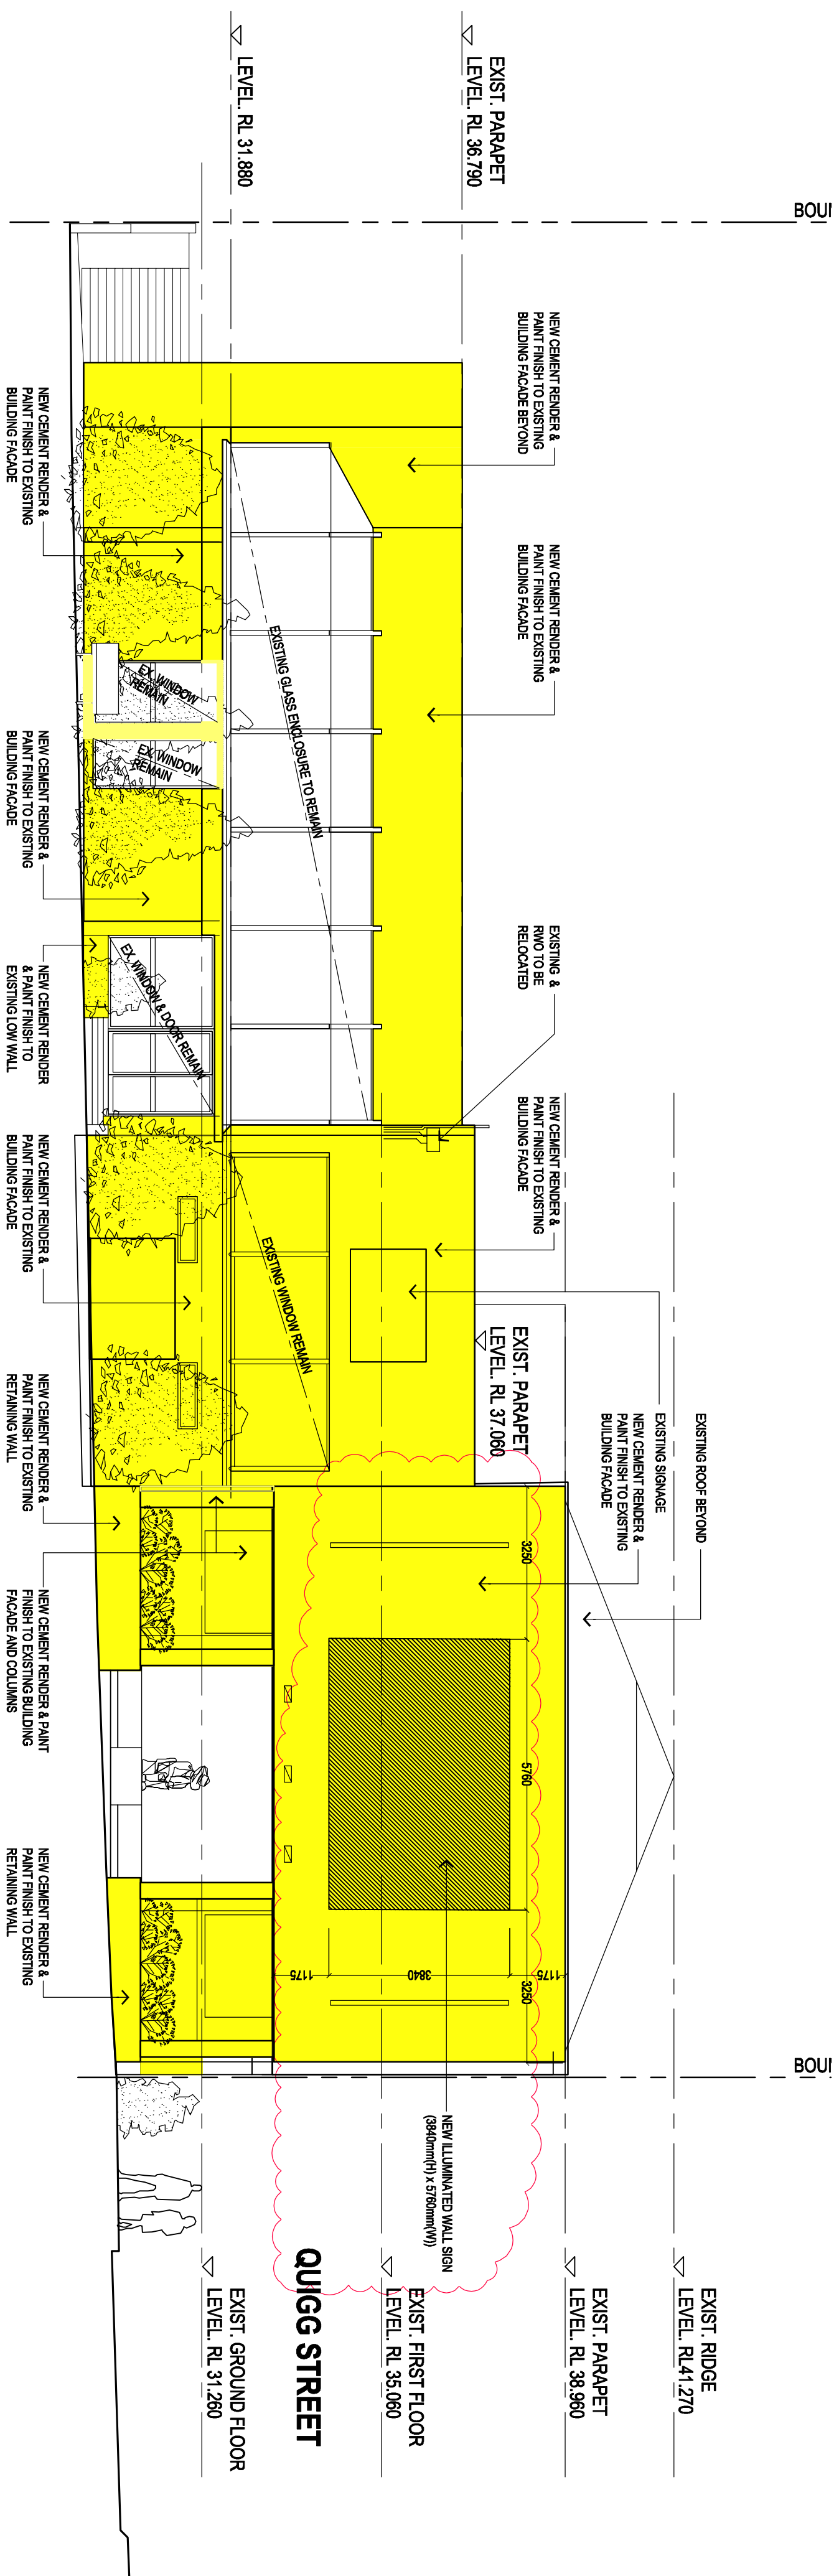 EXIST. PARAPET
LEVEL. RL 36.790
LEVEL. RL 31.880
BOU
NEW CEMENT RENDER &
PAINT FINISH TO EXISTING
BUILDING FACADE BEYOND
NEW CEMENT RENDER &
PAINT FINISH TO EXISTING
BUILDING FACADE
EXISTING &
RWO TO BE
RELOCATED
NEW CEMENT RENDER &
PAINT FINISH TO EXISTING
BUILDING FACADE
EXIST. PARAPET
LEVEL. RL 37.060
EXISTING ROOF BEYOND
EXISTING SIGNAGE
NEW CEMENT RENDER &
PAINT FINISH TO EXISTING
BUILDING FACADE
EXISTING GLASS ENCLOSURE TO REMAIN
EX. WINDOW
REMAIN
EX. WINDOW
REMAIN
EX. WINDOW & DOOR REMAIN
EXISTING WINDOW REMAIN
3250
5760
3250
1175
3840
1175
NEW ILLUMINATED WALL SIGN
(3840mm(H) x 5760mm(W))
BOU
EXIST. RIDGE
LEVEL. RL41.270
EXIST. PARAPET
LEVEL. RL 38.960
EXIST. FIRST FLOOR
LEVEL. RL 35.060
QUIGG STREET
EXIST. GROUND FLOOR
LEVEL. RL 31.260
NEW CEMENT RENDER &
PAINT FINISH TO EXISTING
BUILDING FACADE
NEW CEMENT RENDER &
PAINT FINISH TO EXISTING
BUILDING FACADE
NEW CEMENT RENDER
& PAINT FINISH TO
EXISTING LOW WALL
NEW CEMENT RENDER &
PAINT FINISH TO EXISTING
BUILDING FACADE
NEW CEMENT RENDER &
PAINT FINISH TO EXISTING
RETAINING WALL
NEW CEMENT RENDER & PAINT
FINISH TO EXISTING BUILDING
FACADE AND COLUMNS
NEW CEMENT RENDER &
PAINT FINISH TO EXISTING
RETAINING WALL